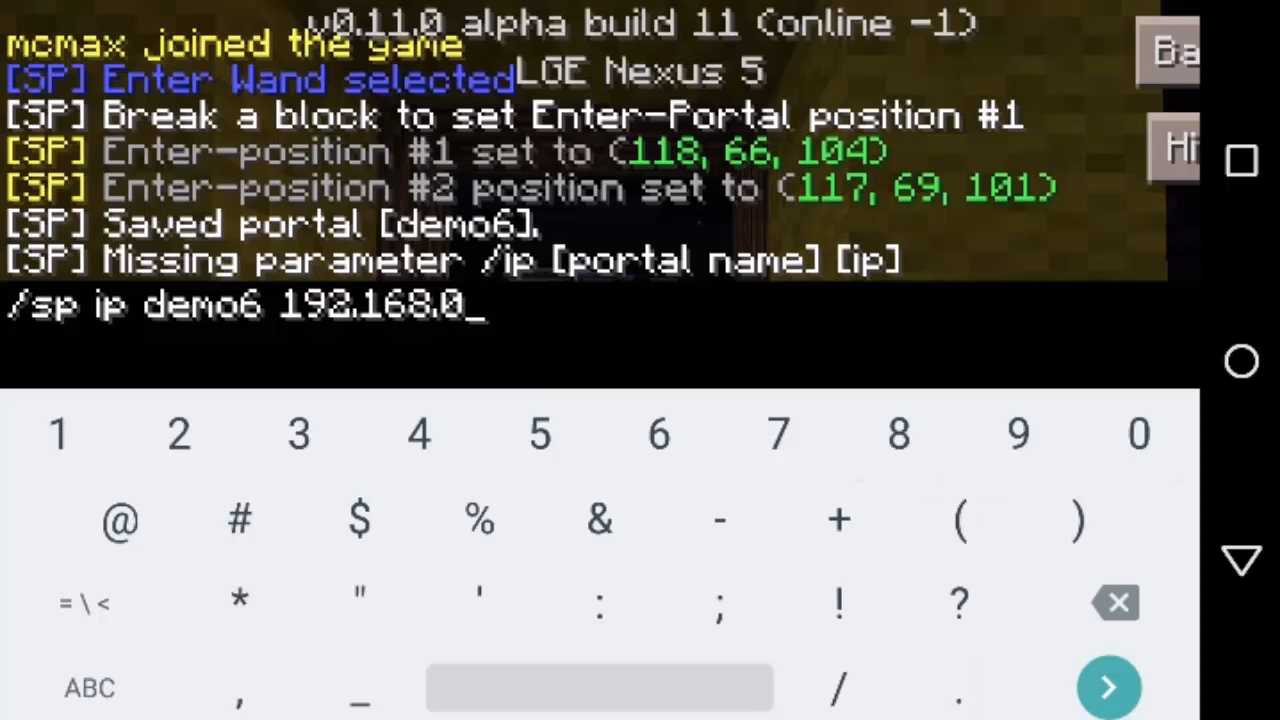 v0.11.0 alpha build 11 (online -1)
mcmax joined the game
LGE Nexus 5
[SP] Enter Wand selected
[SP] Break a block to set Enter-Portal position #1
[SP] Enter-position #1 set to (118, 66, 104)
[SP] Enter-position #2 position set to (117, 69, 101)
[SP] Saved portal [demo6].
[SP] Missing parameter /ip [portal name] [ip]
/sp ip demo6 192.168.0_
Ba
Hi
1 2 3 4 5 6 7 8 9 0
@ # $ % & - + ( )
= \ < * " ' : ; ! ?
ABC , _ / .